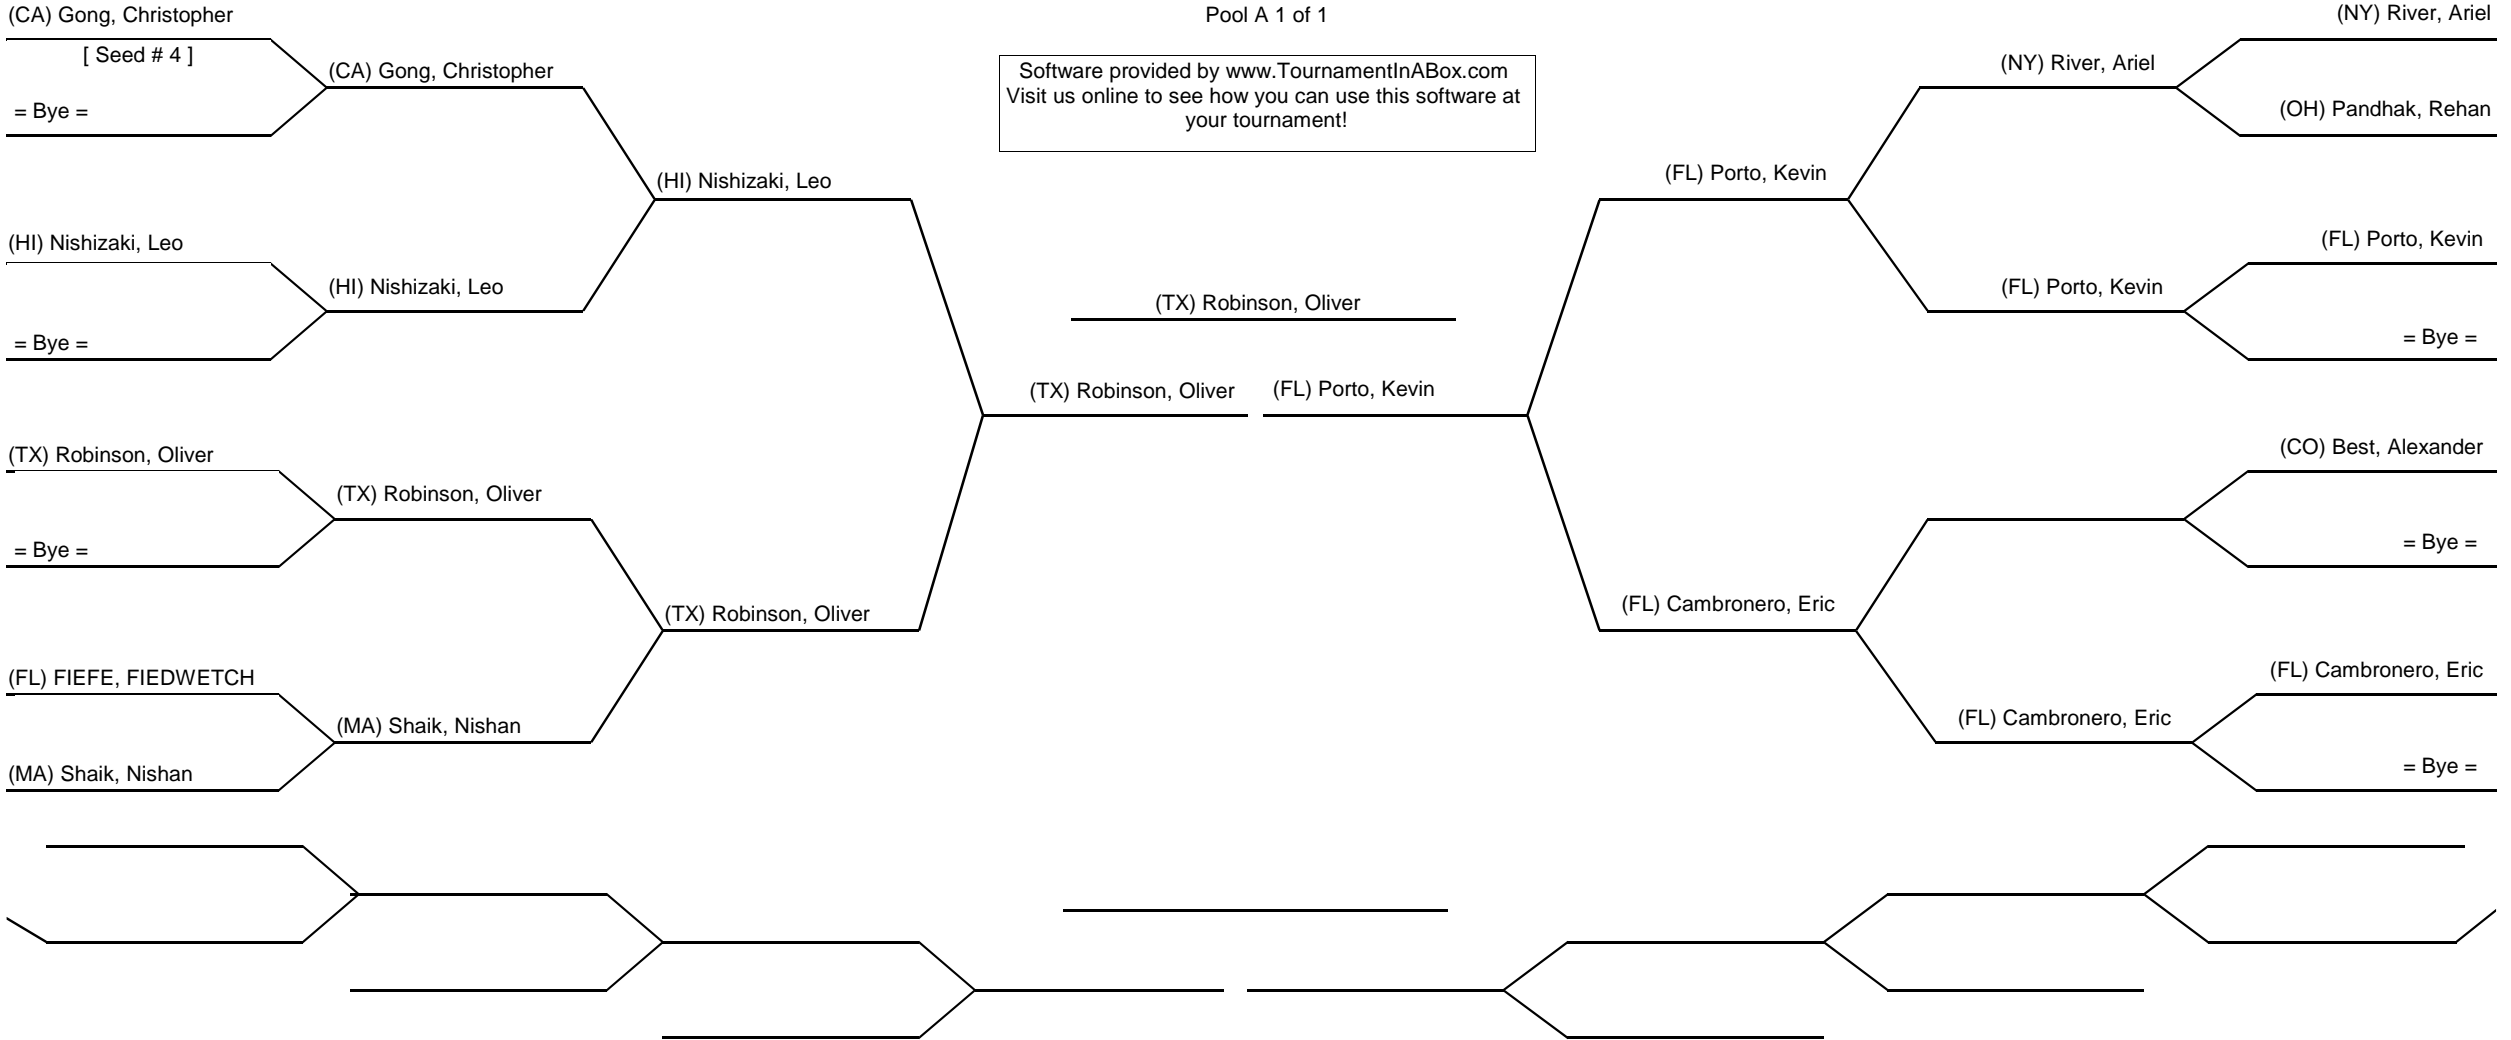 (CA) Gong, Christopher
Pool A 1 of 1
(NY) River, Ariel
[ Seed # 4 ]
(CA) Gong, Christopher
Software provided by www.TournamentInABox.com
Visit us online to see how you can use this software at
your tournament!
(NY) River, Ariel
= Bye =
(OH) Pandhak, Rehan
(HI) Nishizaki, Leo
(FL) Porto, Kevin
(HI) Nishizaki, Leo
(FL) Porto, Kevin
(HI) Nishizaki, Leo
(FL) Porto, Kevin
(TX) Robinson, Oliver
= Bye =
= Bye =
(TX) Robinson, Oliver
(FL) Porto, Kevin
(TX) Robinson, Oliver
(CO) Best, Alexander
(TX) Robinson, Oliver
= Bye =
= Bye =
(TX) Robinson, Oliver
(FL) Cambronero, Eric
(FL) FIEFE, FIEDWETCH
(FL) Cambronero, Eric
(MA) Shaik, Nishan
(FL) Cambronero, Eric
(MA) Shaik, Nishan
= Bye =